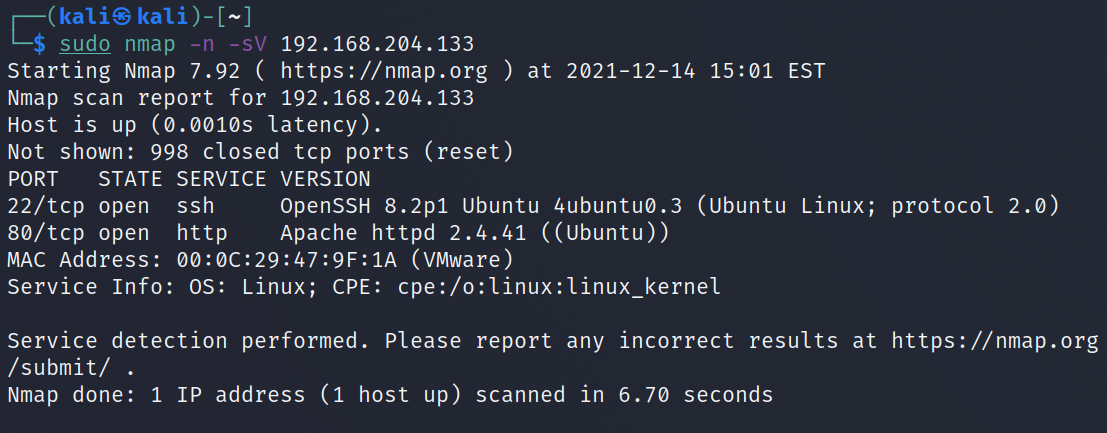 ┌──(kali㉿kali)-[~]
└─$ sudo nmap -n -sV 192.168.204.133
Starting Nmap 7.92 ( https://nmap.org ) at 2021-12-14 15:01 EST
Nmap scan report for 192.168.204.133
Host is up (0.0010s latency).
Not shown: 998 closed tcp ports (reset)
PORT   STATE SERVICE VERSION
22/tcp open  ssh     OpenSSH 8.2p1 Ubuntu 4ubuntu0.3 (Ubuntu Linux; protocol 2.0)
80/tcp open  http    Apache httpd 2.4.41 ((Ubuntu))
MAC Address: 00:0C:29:47:9F:1A (VMware)
Service Info: OS: Linux; CPE: cpe:/o:linux:linux_kernel

Service detection performed. Please report any incorrect results at https://nmap.org
/submit/ .
Nmap done: 1 IP address (1 host up) scanned in 6.70 seconds